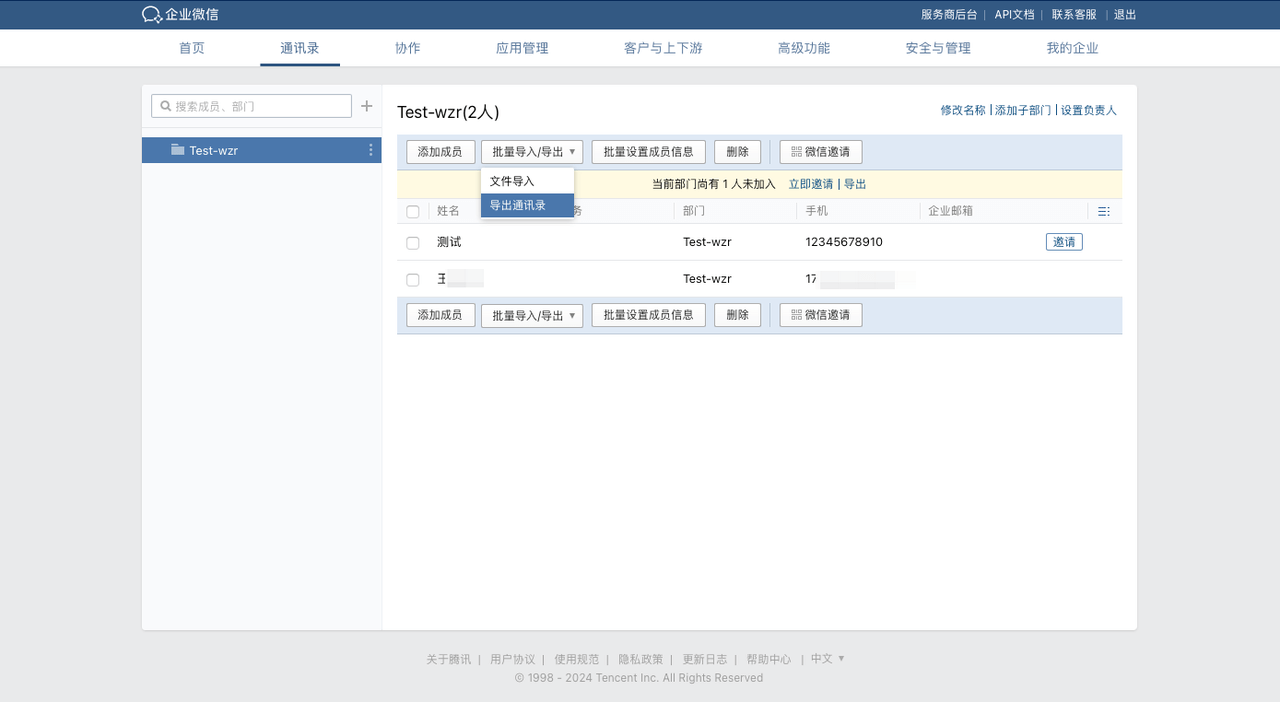 企业微信
服务商后台 | API文档 | 联系客服 | 退出
首页 通讯录 协作 应用管理 客户与上下游 高级功能 安全与管理 我的企业
搜索成员、部门
Test-wzr
Test-wzr(2人)
修改名称 | 添加子部门 | 设置负责人
添加成员 批量导入/导出 ▼ 批量设置成员信息 删除 微信邀请
文件导入
导出通讯录
当前部门尚有 1 人未加入 立即邀请 | 导出
姓名 务 部门 手机 企业邮箱
测试 Test-wzr 12345678910 邀请
王 Test-wzr 17
添加成员 批量导入/导出 ▼ 批量设置成员信息 删除 微信邀请
关于腾讯 | 用户协议 | 使用规范 | 隐私政策 | 更新日志 | 帮助中心 | 中文 ▼
© 1998 - 2024 Tencent Inc. All Rights Reserved